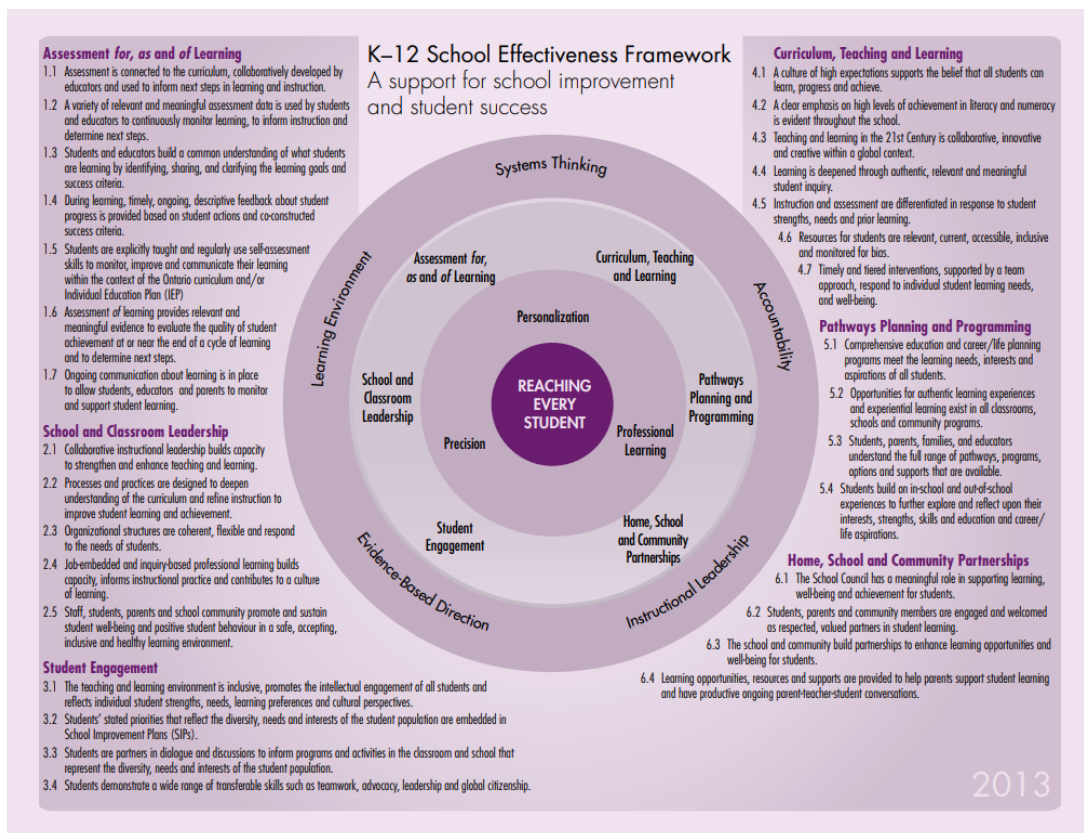 K–12 School Effectiveness Framework
A support for school improvement
and student success
Assessment for, as and of Learning
1.1 Assessment is connected to the curriculum, collaboratively developed by
educators and used to inform next steps in learning and instruction.
1.2 A variety of relevant and meaningful assessment data is used by students
and educators to continuously monitor learning, to inform instruction and
determine next steps.
1.3 Students and educators build a common understanding of what students
are learning by identifying, sharing, and clarifying the learning goals and
success criteria.
1.4 During learning, timely, ongoing, descriptive feedback about student
progress is provided based on student actions and co-constructed
success criteria.
1.5 Students are explicitly taught and regularly use self-assessment
skills to monitor, improve and communicate their learning
within the context of the Ontario curriculum and/or
Individual Education Plan (IEP)
1.6 Assessment of learning provides relevant and
meaningful evidence to evaluate the quality of student
achievement at or near the end of a cycle of learning
and to determine next steps.
1.7 Ongoing communication about learning is in place
to allow students, educators and parents to monitor
and support student learning.
School and Classroom Leadership
2.1 Collaborative instructional leadership builds capacity
to strengthen and enhance teaching and learning.
2.2 Processes and practices are designed to deepen
understanding of the curriculum and refine instruction to
improve student learning and achievement.
2.3 Organizational structures are coherent, flexible and respond
to the needs of students.
2.4 Job-embedded and inquiry-based professional learning builds
capacity, informs instructional practice and contributes to a culture
of learning.
2.5 Staff, students, parents and school community promote and sustain
student well-being and positive student behaviour in a safe, accepting,
inclusive and healthy learning environment.
Student Engagement
3.1 The teaching and learning environment is inclusive, promotes the intellectual engagement of all students and
reflects individual student strengths, needs, learning preferences and cultural perspectives.
3.2 Students' stated priorities that reflect the diversity, needs and interests of the student population are embedded in
School Improvement Plans (SIPs).
3.3 Students are partners in dialogue and discussions to inform programs and activities in the classroom and school that
represent the diversity, needs and interests of the student population.
3.4 Students demonstrate a wide range of transferable skills such as teamwork, advocacy, leadership and global citizenship.
Systems Thinking
Learning Environment
Accountability
Evidence-Based Direction
Instructional Leadership
Assessment for,
as and of Learning
Curriculum, Teaching
and Learning
School and
Classroom
Leadership
Pathways
Planning and
Programming
Student
Engagement
Home, School
and Community
Partnerships
Personalization
Precision
Professional
Learning
REACHING
EVERY
STUDENT
Curriculum, Teaching and Learning
4.1 A culture of high expectations supports the belief that all students can
learn, progress and achieve.
4.2 A clear emphasis on high levels of achievement in literacy and numeracy
is evident throughout the school.
4.3 Teaching and learning in the 21st Century is collaborative, innovative
and creative within a global context.
4.4 Learning is deepened through authentic, relevant and meaningful
student inquiry.
4.5 Instruction and assessment are differentiated in response to student
strengths, needs and prior learning.
4.6 Resources for students are relevant, current, accessible, inclusive
and monitored for bias.
4.7 Timely and tiered interventions, supported by a team
approach, respond to individual student learning needs,
and well-being.
Pathways Planning and Programming
5.1 Comprehensive education and career/life planning
programs meet the learning needs, interests and
aspirations of all students.
5.2 Opportunities for authentic learning experiences
and experiential learning exist in all classrooms,
schools and community programs.
5.3 Students, parents, families, and educators
understand the full range of pathways, programs,
options and supports that are available.
5.4 Students build on in-school and out-of-school
experiences to further explore and reflect upon their
interests, strengths, skills and education and career/
life aspirations.
Home, School and Community Partnerships
6.1 The School Council has a meaningful role in supporting learning,
well-being and achievement for students.
6.2 Students, parents and community members are engaged and welcomed
as respected, valued partners in student learning.
6.3 The school and community build partnerships to enhance learning opportunities and
well-being for students.
6.4 Learning opportunities, resources and supports are provided to help parents support student learning
and have productive ongoing parent-teacher-student conversations.
2013